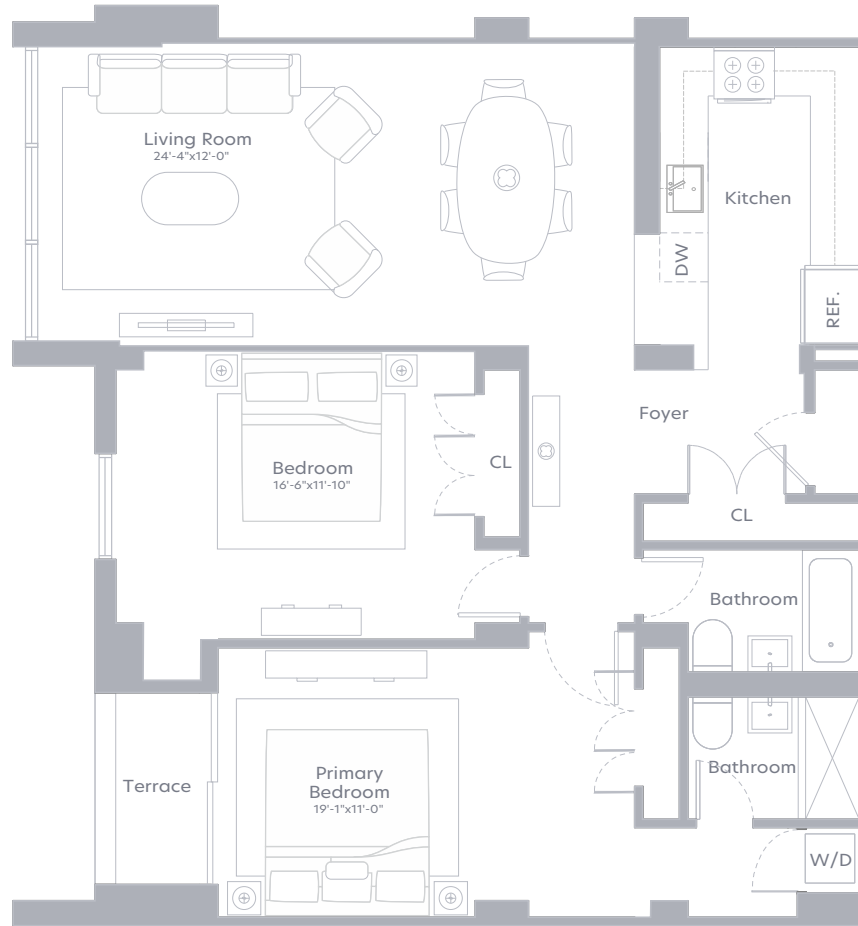 Living Room
24'-4"x12'-0"
Kitchen
DW
REF.
Foyer
Bedroom
16'-6"x11'-10"
CL
CL
Bathroom
Primary
Bedroom
19'-1"x11'-0"
Terrace
Bathroom
W/D